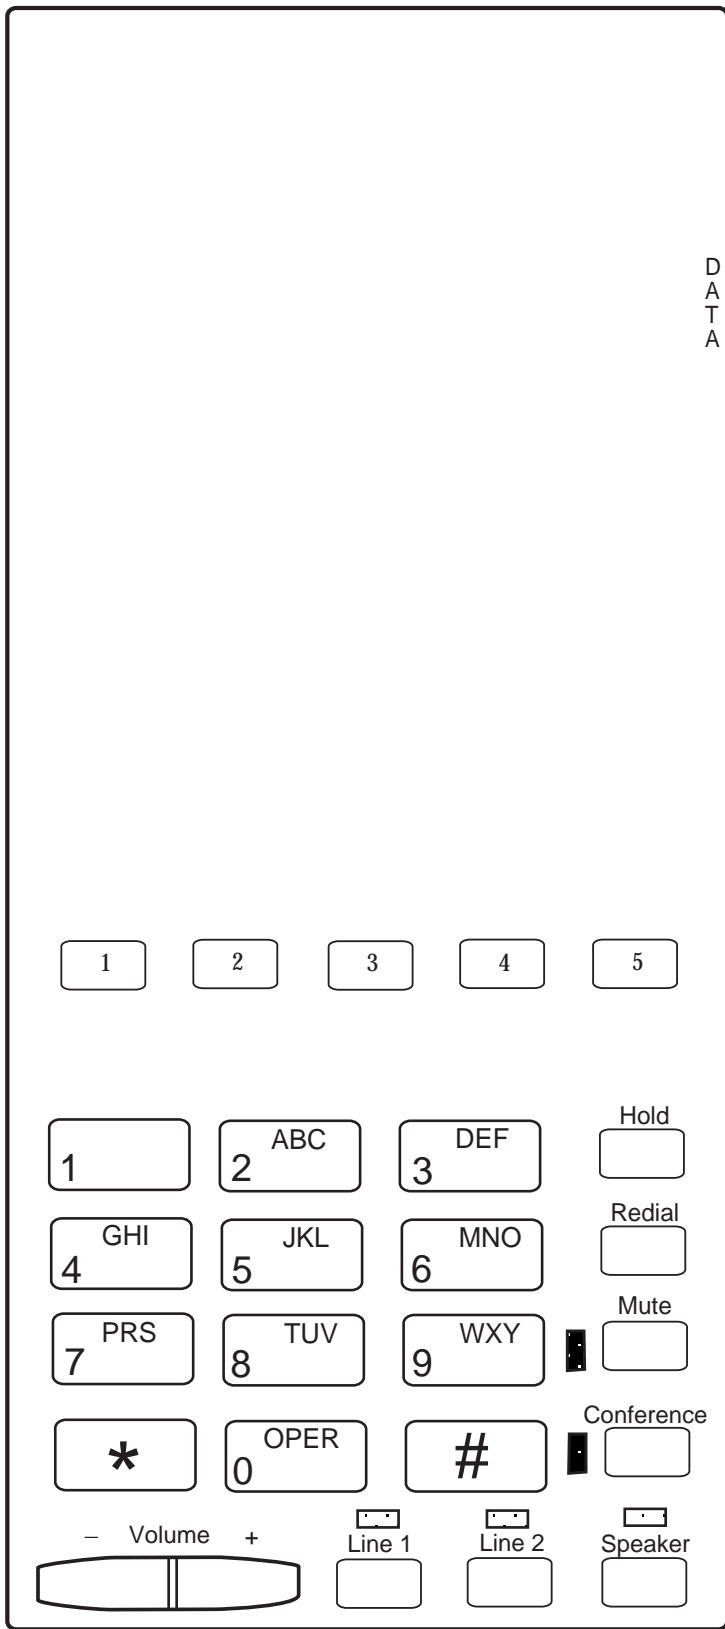 D
A
T
A
1 2 3 4 5
Hold
1 ABC 2 DEF 3
Redial
GHI 4 JKL 5 MNO 6
Mute
PRS 7 TUV 8 WXY 9
Conference
* OPER 0 #
– Volume + Line 1 Line 2 Speaker